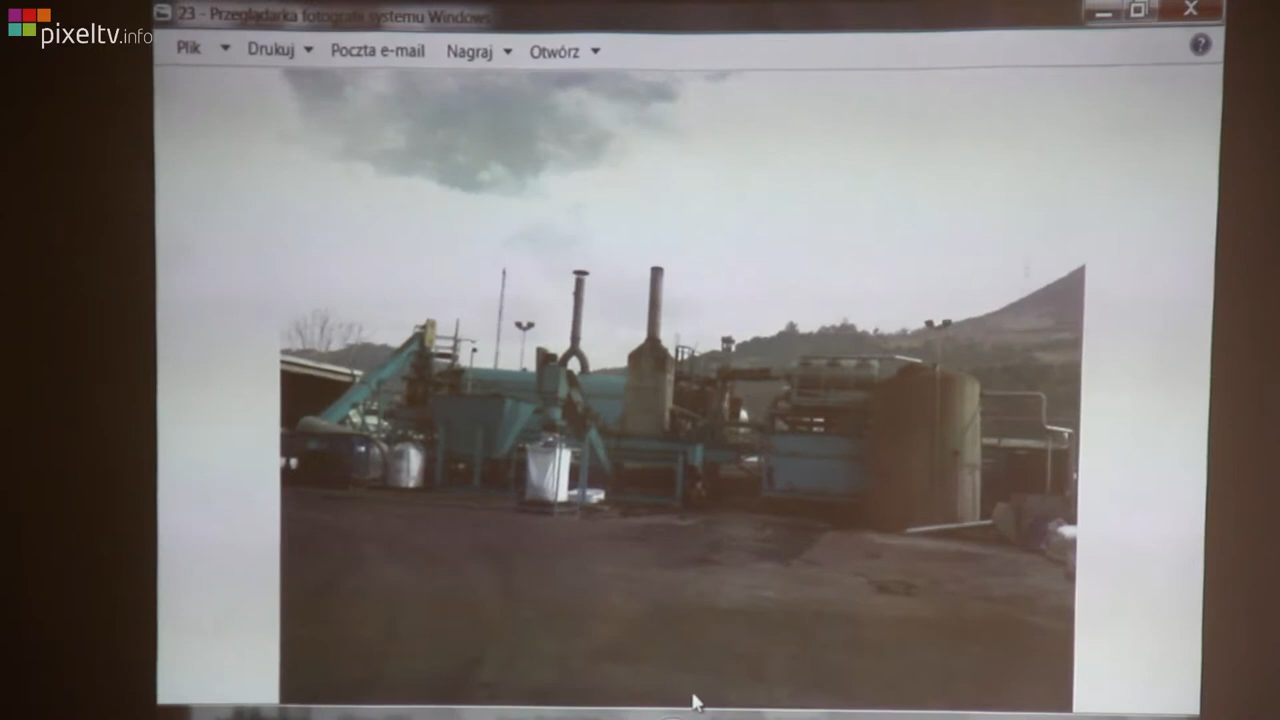 pixeltv.info
23 - Przeglądarka fotografii systemu Windows
Plik Drukuj Poczta e-mail Nagraj Otwórz